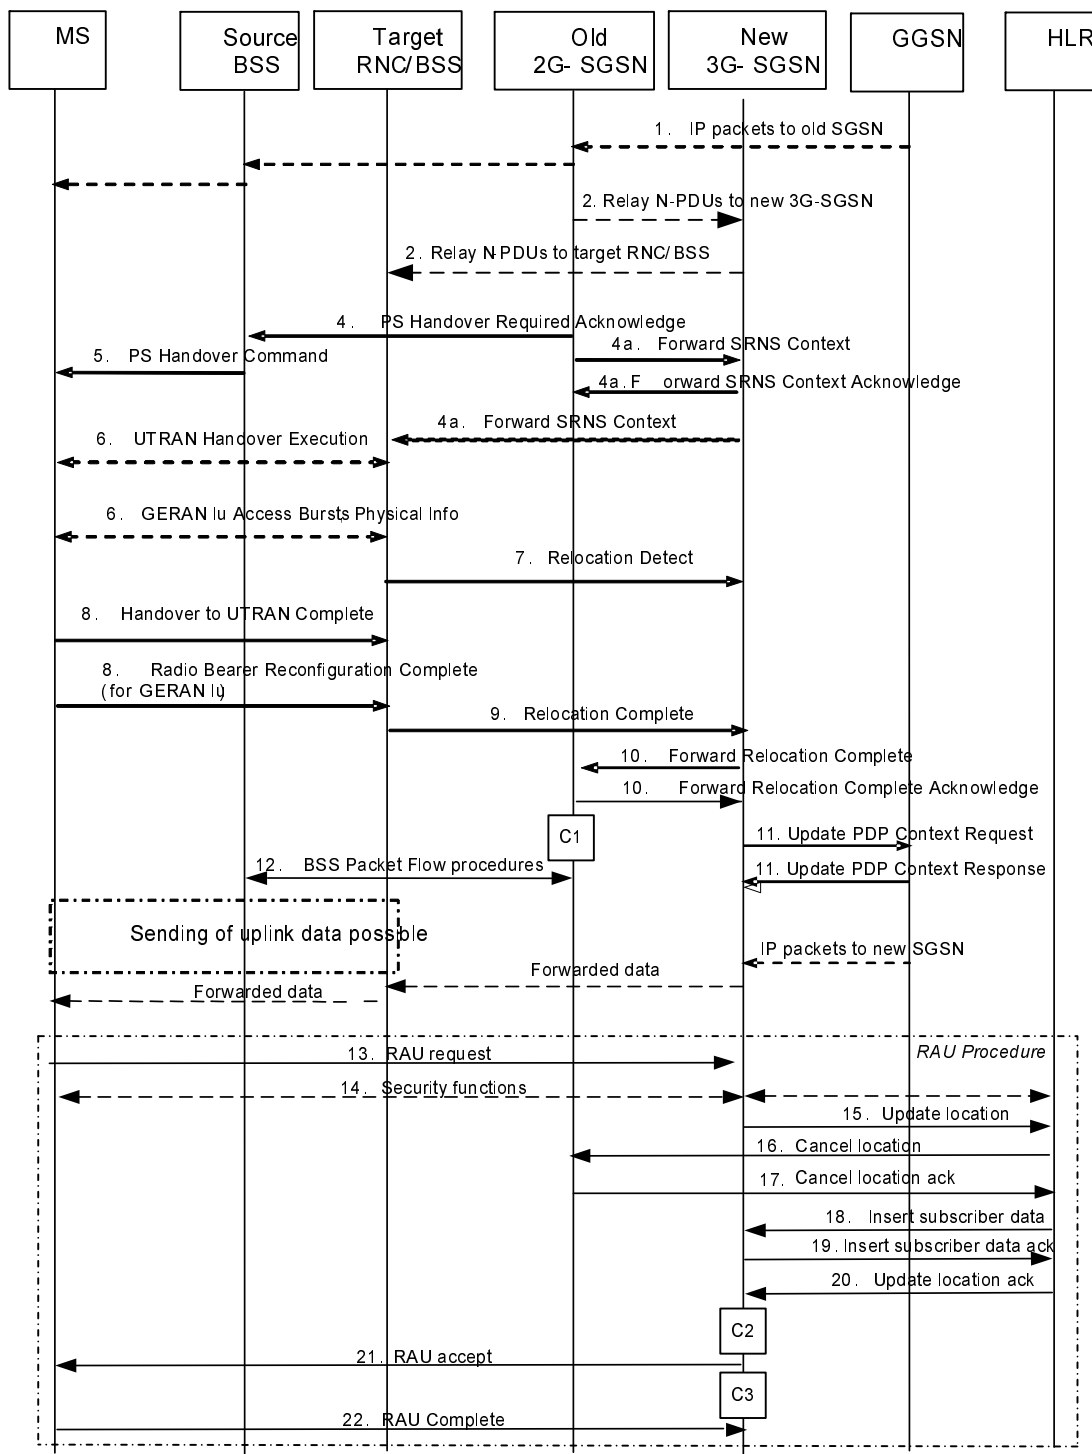 MS
Source
BSS
Target
RNC/BSS
Old
2G- SGSN
New
3G- SGSN
GGSN
HLR
1. IP packets to old SGSN
2. Relay N-PDUs to new 3G-SGSN
2. Relay N-PDUs to target RNC/BSS
4. PS Handover Required Acknowledge
4a. Forward SRNS Context
5. PS Handover Command
4a. F orward SRNS Context Acknowledge
4a. Forward SRNS Context
6. UTRAN Handover Execution
6. GERAN Iu Access Bursts, Physical Info
7. Relocation Detect
8. Handover to UTRAN Complete
8. Radio Bearer Reconfiguration Complete
(for GERAN Iu)
9. Relocation Complete
10. Forward Relocation Complete
10. Forward Relocation Complete Acknowledge
C1
11. Update PDP Context Request
12. BSS Packet Flow procedures
11. Update PDP Context Response
Sending of uplink data possible
IP packets to new SGSN
Forwarded data
Forwarded data
RAU Procedure
13. RAU request
14. Security functions
15. Update location
16. Cancel location
17. Cancel location ack
18. Insert subscriber data
19. Insert subscriber data ack
20. Update location ack
C2
21. RAU accept
C3
22. RAU Complete